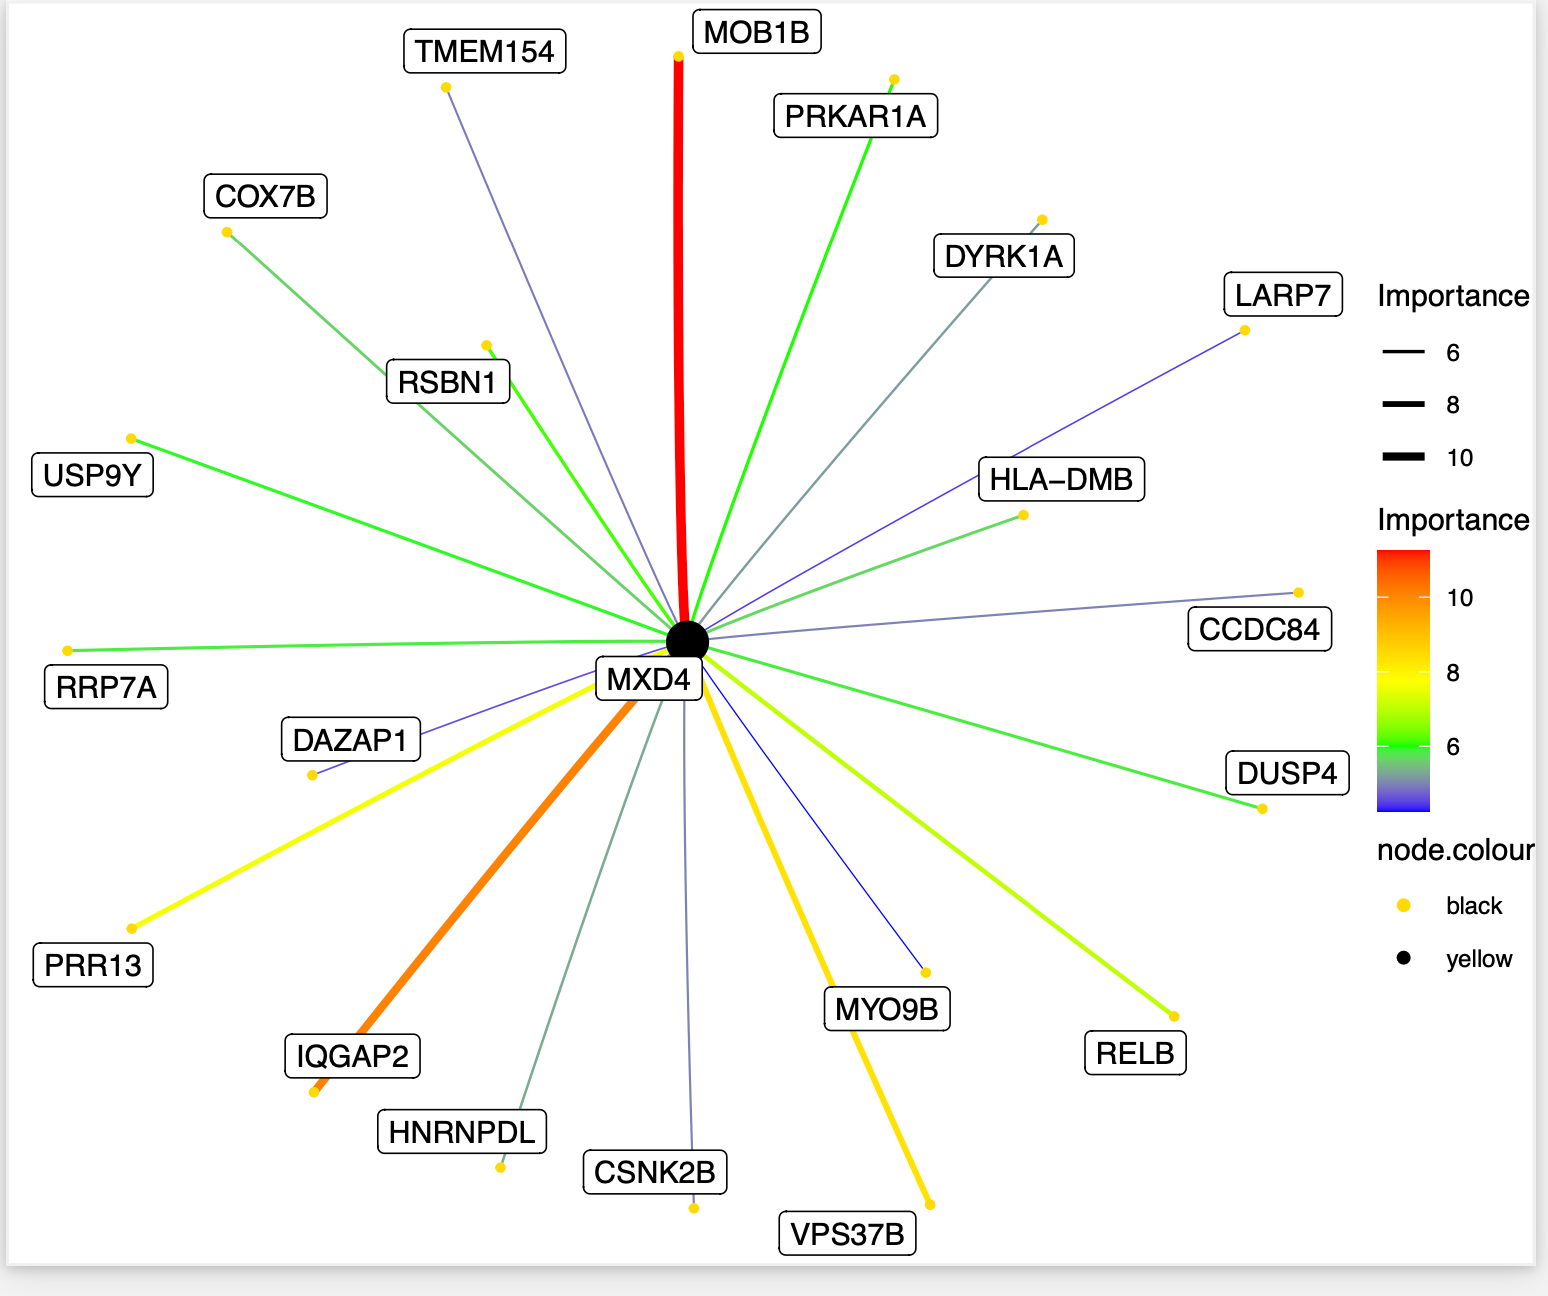 MOB1B
TMEM154
PRKAR1A
COX7B
DYRK1A
LARP7
RSBN1
USP9Y
HLA−DMB
CCDC84
RRP7A
MXD4
DAZAP1
DUSP4
PRR13
MYO9B
IQGAP2
RELB
HNRNPDL
CSNK2B
VPS37B
Importance
6
8
10
Importance
10
8
6
node.colour
black
yellow